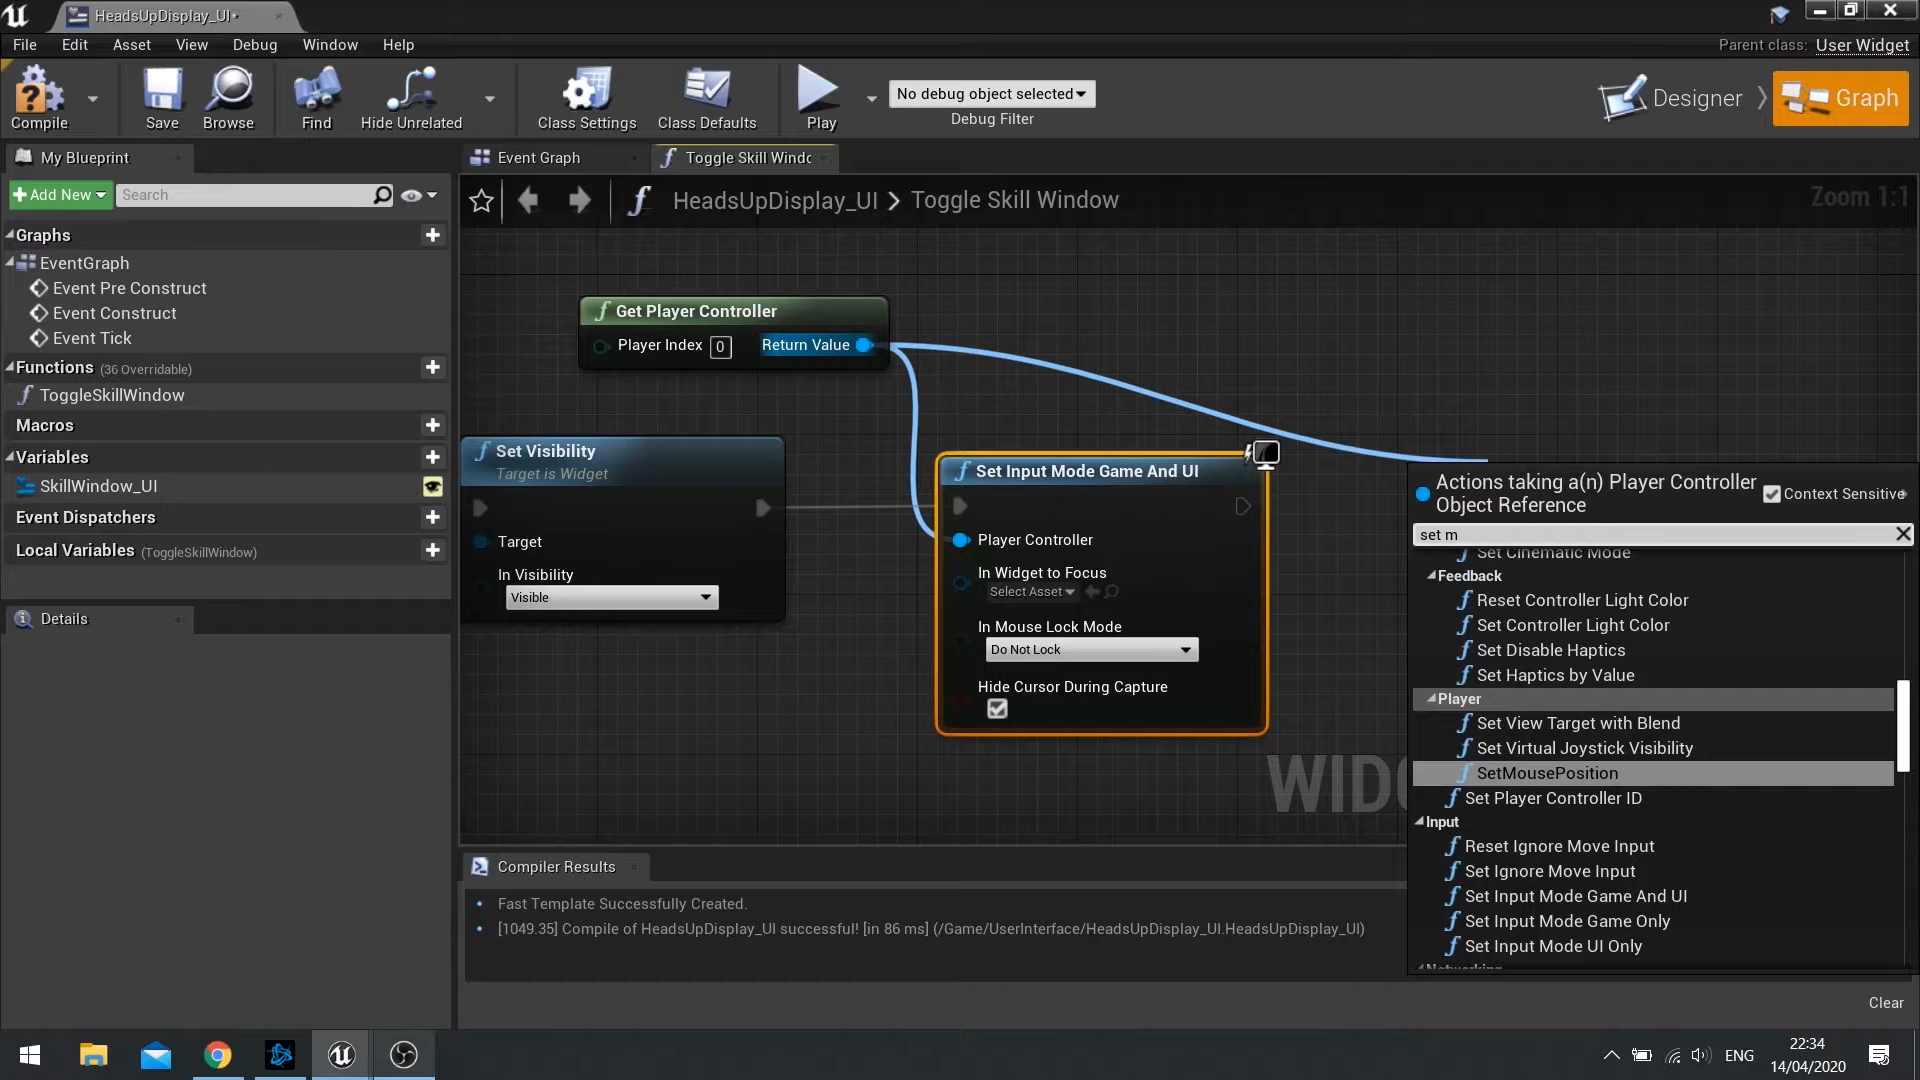 HeadsUpDisplay_UI*
File Edit Asset View Debug Window Help
Parent class: User Widget
Compile Save Browse Find Hide Unrelated Class Settings Class Defaults Play
No debug object selected
Debug Filter
Designer Graph
My Blueprint
Add New Search
Graphs
EventGraph
Event Pre Construct
Event Construct
Event Tick
Functions (36 Overridable)
ToggleSkillWindow
Macros
Variables
SkillWindow_UI
Event Dispatchers
Local Variables (ToggleSkillWindow)
Details
Event Graph Toggle Skill Windo
HeadsUpDisplay_UI > Toggle Skill Window
Zoom 1:1
Get Player Controller
Player Index 0 Return Value
Set Visibility
Target is Widget
Target
In Visibility
Visible
Set Input Mode Game And UI
Player Controller
In Widget to Focus
Select Asset
In Mouse Lock Mode
Do Not Lock
Hide Cursor During Capture
WIDG
Actions taking a(n) Player Controller
Object Reference
Context Sensitive
set m
Set Cinematic Mode
Feedback
Reset Controller Light Color
Set Controller Light Color
Set Disable Haptics
Set Haptics by Value
Player
Set View Target with Blend
Set Virtual Joystick Visibility
SetMousePosition
Set Player Controller ID
Input
Reset Ignore Move Input
Set Ignore Move Input
Set Input Mode Game And UI
Set Input Mode Game Only
Set Input Mode UI Only
Networking
Compiler Results
Fast Template Successfully Created.
[1049.35] Compile of HeadsUpDisplay_UI successful! [in 86 ms] (/Game/UserInterface/HeadsUpDisplay_UI.HeadsUpDisplay_UI)
Clear
ENG
22:34
14/04/2020